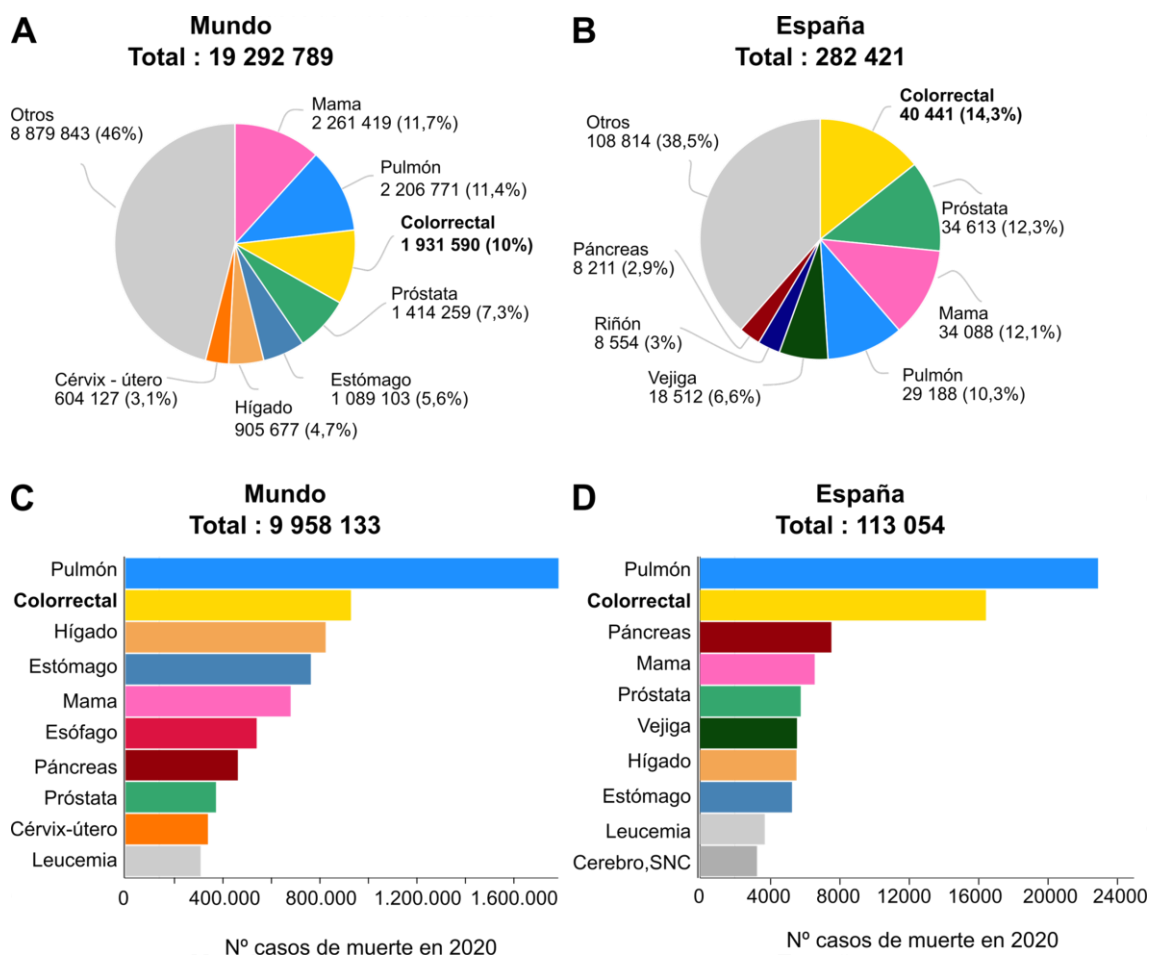 A
Mundo
Total : 19 292 789
Otros
8 879 843 (46%)
Mama
2 261 419 (11,7%)
Pulmón
2 206 771 (11,4%)
Colorrectal
1 931 590 (10%)
Próstata
1 414 259 (7,3%)
Estómago
1 089 103 (5,6%)
Hígado
905 677 (4,7%)
Cérvix - útero
604 127 (3,1%)
B
España
Total : 282 421
Colorrectal
40 441 (14,3%)
Otros
108 814 (38,5%)
Próstata
34 613 (12,3%)
Páncreas
8 211 (2,9%)
Mama
34 088 (12,1%)
Riñón
8 554 (3%)
Vejiga
18 512 (6,6%)
Pulmón
29 188 (10,3%)
C
Mundo
Total : 9 958 133
Pulmón
Colorrectal
Hígado
Estómago
Mama
Esófago
Páncreas
Próstata
Cérvix-útero
Leucemia
0 400.000 800.000 1.200.000 1.600.000
Nº casos de muerte en 2020
D
España
Total : 113 054
Pulmón
Colorrectal
Páncreas
Mama
Próstata
Vejiga
Hígado
Estómago
Leucemia
Cerebro,SNC
0 4000 8000 12000 16000 20000 24000
Nº casos de muerte en 2020